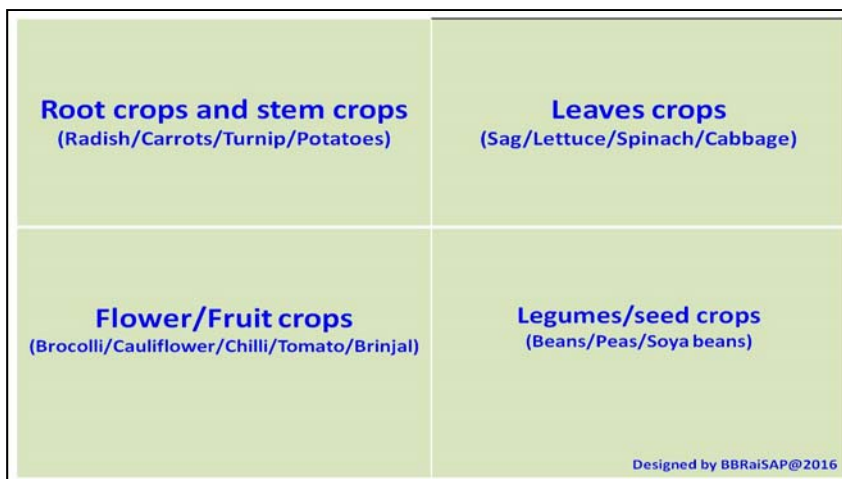 Root crops and stem crops
(Radish/Carrots/Turnip/Potatoes)
Leaves crops
(Sag/Lettuce/Spinach/Cabbage)
Flower/Fruit crops
(Brocolli/Cauliflower/Chilli/Tomato/Brinjal)
Legumes/seed crops
(Beans/Peas/Soya beans)
Designed by BBRaiSAP@2016